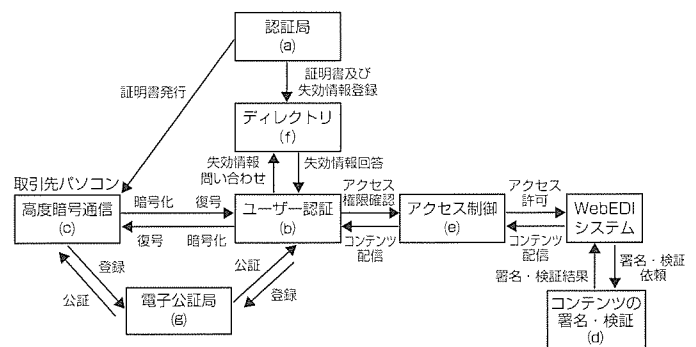 認証局
(a)
証明書発行
証明書及び
失効情報登録
ディレクトリ
(f)
失効情報
問い合わせ
失効情報回答
取引先パソコン
高度暗号通信
(c)
暗号化
復号
復号
暗号化
ユーザー認証
(b)
アクセス
権限確認
コンテンツ
配信
アクセス制御
(e)
アクセス
許可
コンテンツ
配信
WebEDI
システム
登録
公証
公証
登録
電子公証局
(g)
署名・検証結果
署名・検証
依頼
コンテンツの
署名・検証
(d)